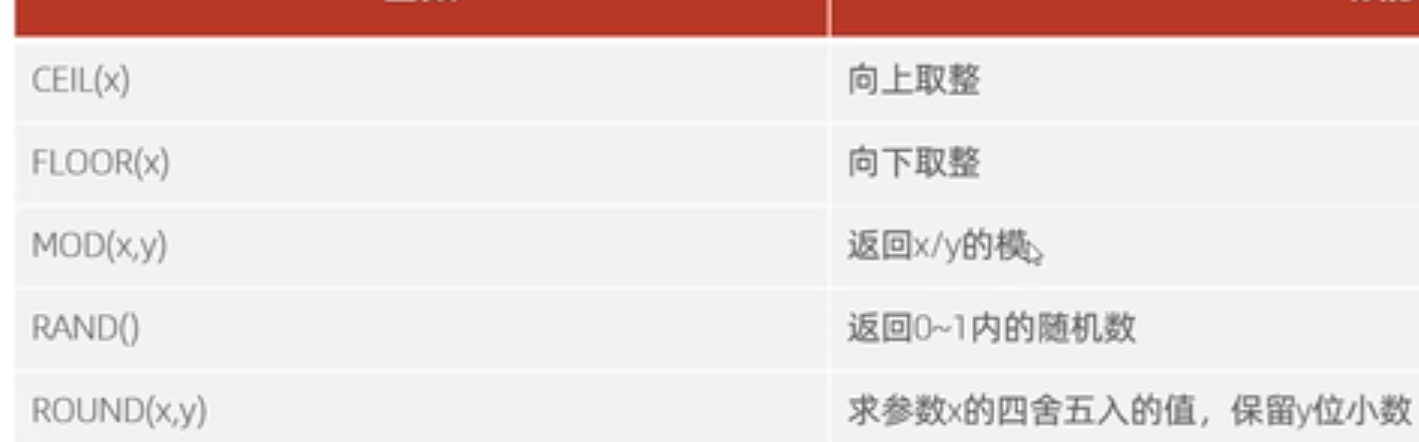 CEIL(x) 向上取整
FLOOR(x) 向下取整
MOD(x,y) 返回x/y的模
RAND() 返回0~1内的随机数
ROUND(x,y) 求参数x的四舍五入的值，保留y位小数